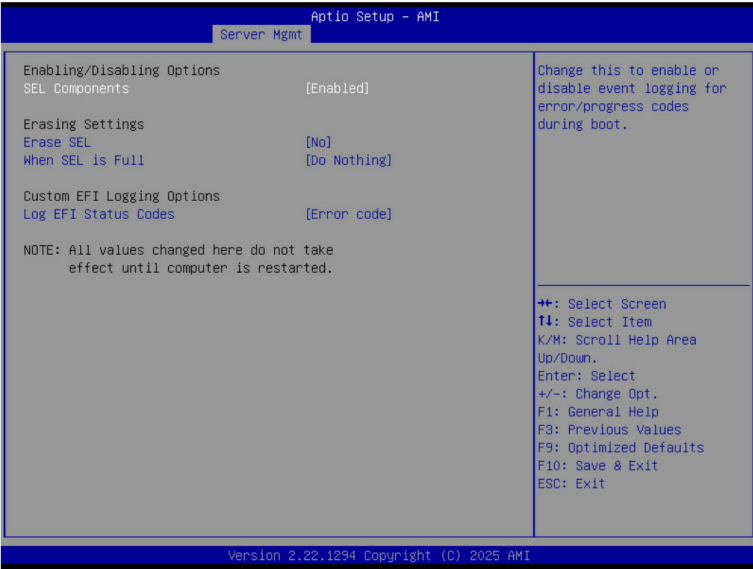 Aptio Setup – AMI
Server Mgmt
Enabling/Disabling Options
SEL Components [Enabled]
Erasing Settings
Erase SEL [No]
When SEL is Full [Do Nothing]
Custom EFI Logging Options
Log EFI Status Codes [Error code]
NOTE: All values changed here do not take
effect until computer is restarted.
Change this to enable or
disable event logging for
error/progress codes
during boot.
→←: Select Screen
↑↓: Select Item
K/M: Scroll Help Area
Up/Down.
Enter: Select
+/-: Change Opt.
F1: General Help
F3: Previous Values
F9: Optimized Defaults
F10: Save & Exit
ESC: Exit
Version 2.22.1294 Copyright (C) 2025 AMI